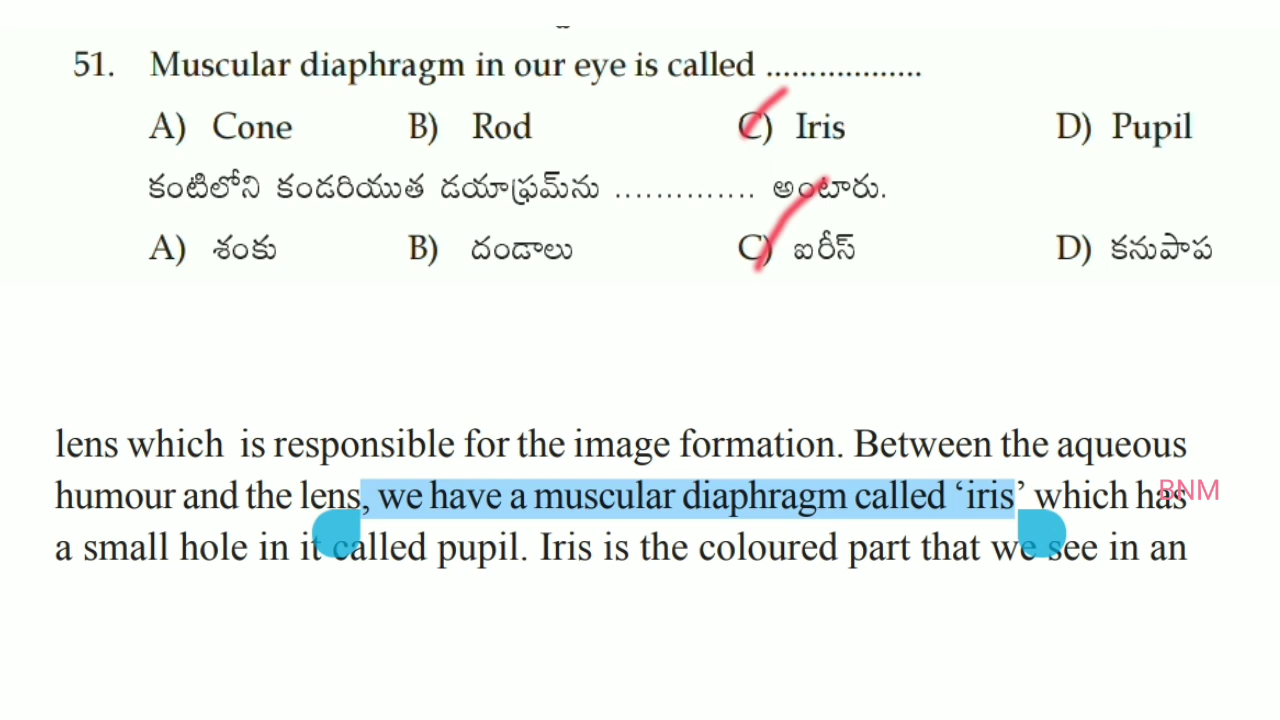 51. Muscular diaphragm in our eye is called ..................
A) Cone B) Rod C) Iris D) Pupil
కంటిలోని కండరియుత డయాఫ్రమ్‌ను .............. అంటారు.
A) శంకు B) దండాలు C) ఐరీస్ D) కనుపాప
lens which is responsible for the image formation. Between the aqueous
humour and the lens, we have a muscular diaphragm called ‘iris’ which has
BNM
a small hole in it called pupil. Iris is the coloured part that we see in an